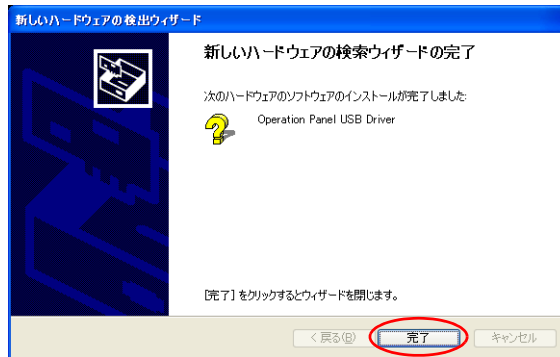 新しいハードウェアの検出ウィザード
新しいハードウェアの検索ウィザードの完了
次のハードウェアのソフトウェアのインストールが完了しました:
Operation Panel USB Driver
[完了] をクリックするとウィザードを閉じます。
< 戻る(B)
完了
キャンセル